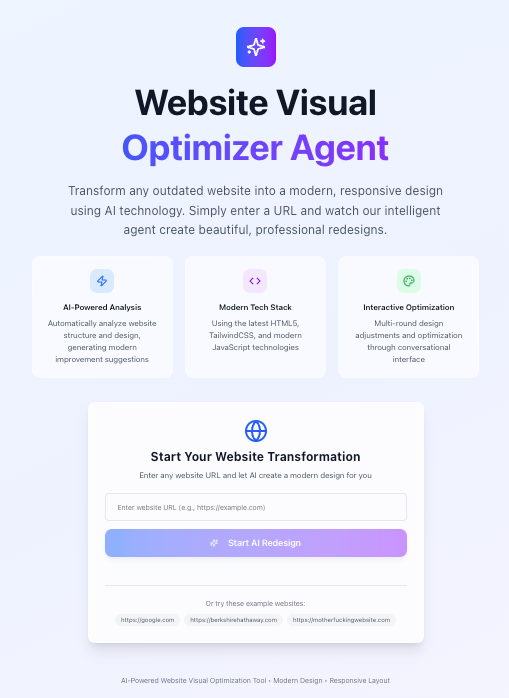 Website Visual
Optimizer Agent
Transform any outdated website into a modern, responsive design
using AI technology. Simply enter a URL and watch our intelligent
agent create beautiful, professional redesigns.
AI-Powered Analysis
Automatically analyze website
structure and design,
generating modern
improvement suggestions
Modern Tech Stack
Using the latest HTML5,
TailwindCSS, and modern
JavaScript technologies
Interactive Optimization
Multi-round design
adjustments and optimization
through conversational
interface
Start Your Website Transformation
Enter any website URL and let AI create a modern design for you
Enter website URL (e.g., https://example.com)
Start AI Redesign
Or try these example websites:
https://google.com
https://berkshirehathaway.com
https://motherfuckingwebsite.com
AI-Powered Website Visual Optimization Tool • Modern Design • Responsive Layout